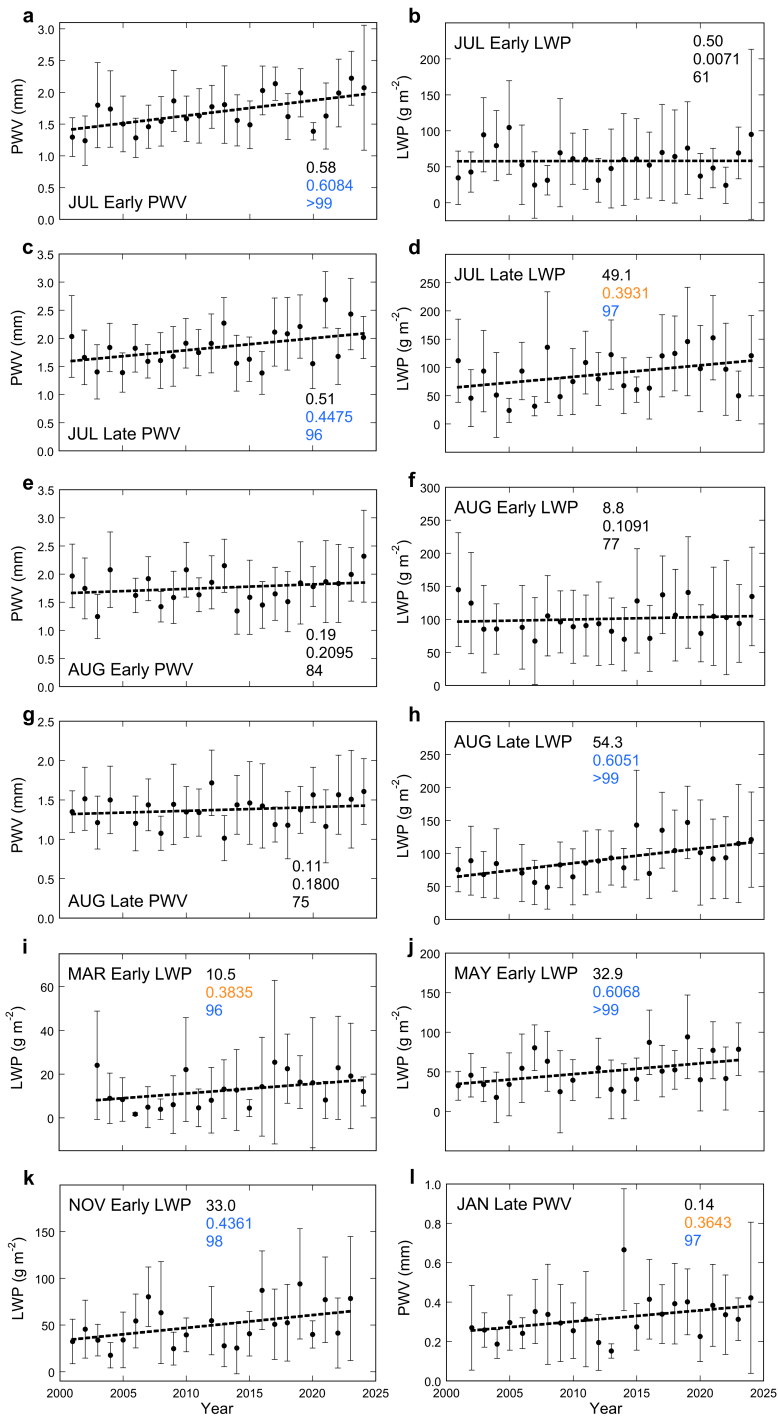 a
3.0
2.5
2.0
1.5
1.0
0.5
0.0
PWV (mm)
0.58
0.6084
>99
JUL Early PWV
b
200
150
100
50
0
LWP (g m-2)
JUL Early LWP
0.50
0.0071
61
c
3.5
3.0
2.5
2.0
1.5
1.0
0.5
0.0
PWV (mm)
0.51
0.4475
96
JUL Late PWV
d
300
250
200
150
100
50
0
LWP (g m-2)
JUL Late LWP
49.1
0.3931
97
e
3.5
3.0
2.5
2.0
1.5
1.0
0.5
0.0
PWV (mm)
0.19
0.2095
84
AUG Early PWV
f
300
250
200
150
100
50
0
LWP (g m-2)
AUG Early LWP
8.8
0.1091
77
g
2.5
2.0
1.5
1.0
0.5
0.0
PWV (mm)
0.11
0.1800
75
AUG Late PWV
h
300
250
200
150
100
50
0
LWP (g m-2)
AUG Late LWP
54.3
0.6051
>99
i
60
40
20
0
LWP (g m-2)
MAR Early LWP
10.5
0.3835
96
j
200
150
100
50
0
LWP (g m-2)
MAY Early LWP
32.9
0.6068
>99
k
200
150
100
50
0
LWP (g m-2)
NOV Early LWP
33.0
0.4361
98
2000 2005 2010 2015 2020 2025
Year
l
1.0
0.8
0.6
0.4
0.2
0.0
PWV (mm)
JAN Late PWV
0.14
0.3643
97
2000 2005 2010 2015 2020 2025
Year